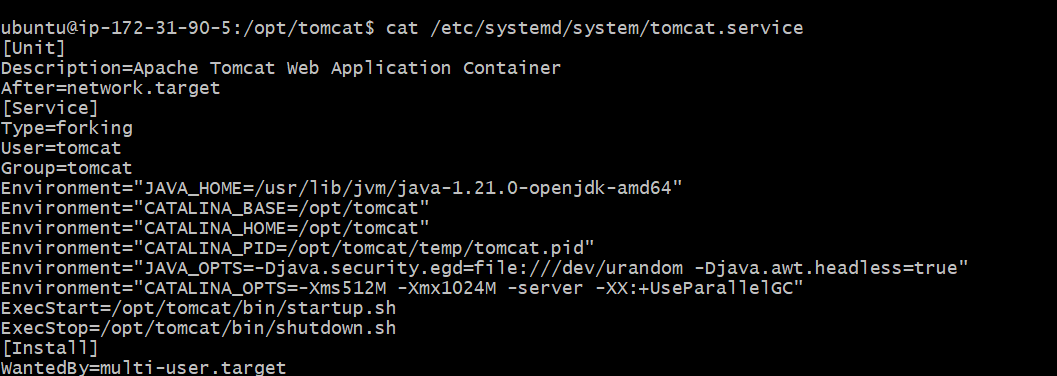 ubuntu@ip-172-31-90-5:/opt/tomcat$ cat /etc/systemd/system/tomcat.service
[Unit]
Description=Apache Tomcat Web Application Container
After=network.target
[Service]
Type=forking
User=tomcat
Group=tomcat
Environment="JAVA_HOME=/usr/lib/jvm/java-1.21.0-openjdk-amd64"
Environment="CATALINA_BASE=/opt/tomcat"
Environment="CATALINA_HOME=/opt/tomcat"
Environment="CATALINA_PID=/opt/tomcat/temp/tomcat.pid"
Environment="JAVA_OPTS=-Djava.security.egd=file:///dev/urandom -Djava.awt.headless=true"
Environment="CATALINA_OPTS=-Xms512M -Xmx1024M -server -XX:+UseParallelGC"
ExecStart=/opt/tomcat/bin/startup.sh
ExecStop=/opt/tomcat/bin/shutdown.sh
[Install]
WantedBy=multi-user.target